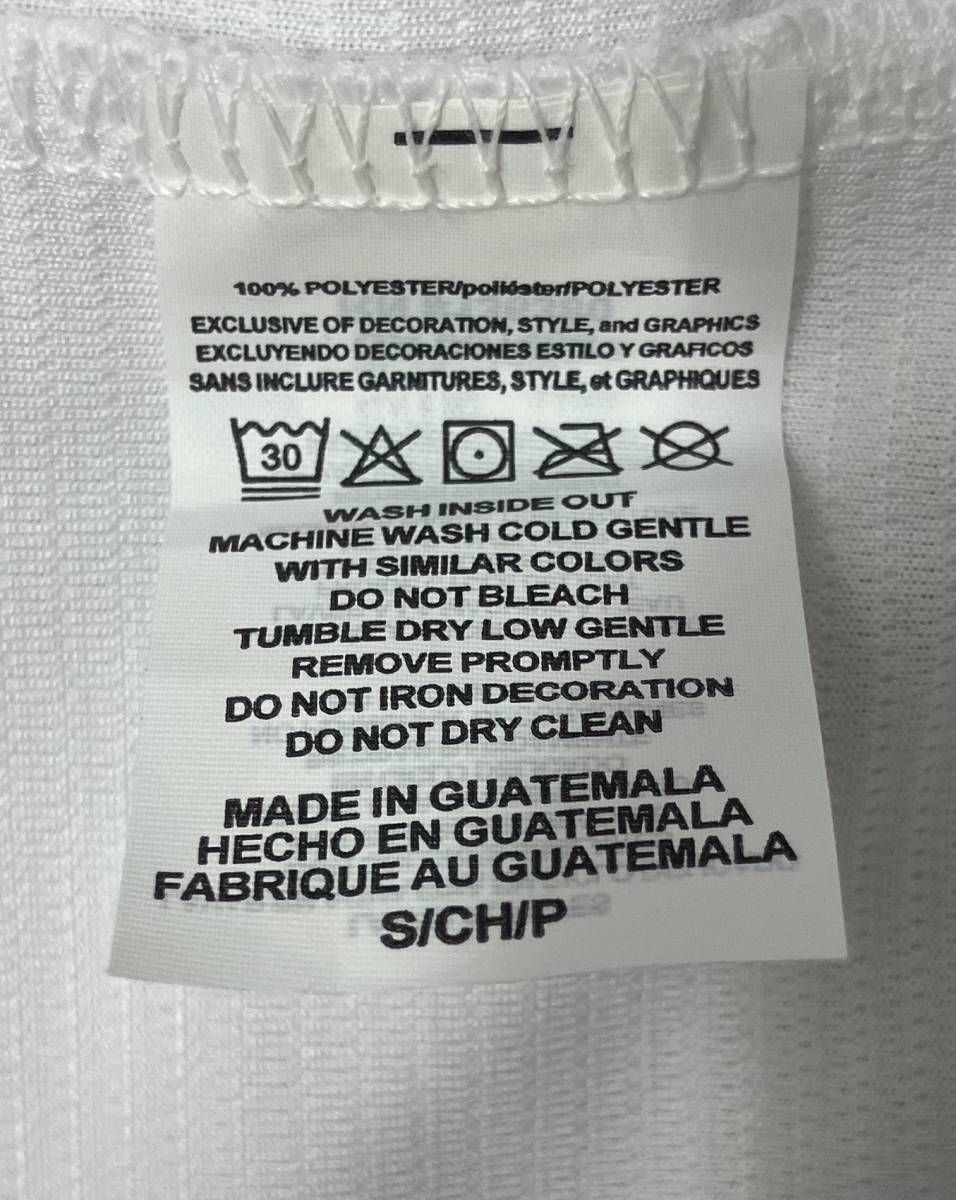 100% POLYESTER/poliéster/POLYESTER
EXCLUSIVE OF DECORATION, STYLE, and GRAPHICS
EXCLUYENDO DECORACIONES ESTILO Y GRAFICOS
SANS INCLURE GARNITURES, STYLE, et GRAPHIQUES
30
WASH INSIDE OUT
MACHINE WASH COLD GENTLE
WITH SIMILAR COLORS
DO NOT BLEACH
TUMBLE DRY LOW GENTLE
REMOVE PROMPTLY
DO NOT IRON DECORATION
DO NOT DRY CLEAN
MADE IN GUATEMALA
HECHO EN GUATEMALA
FABRIQUE AU GUATEMALA
S/CH/P